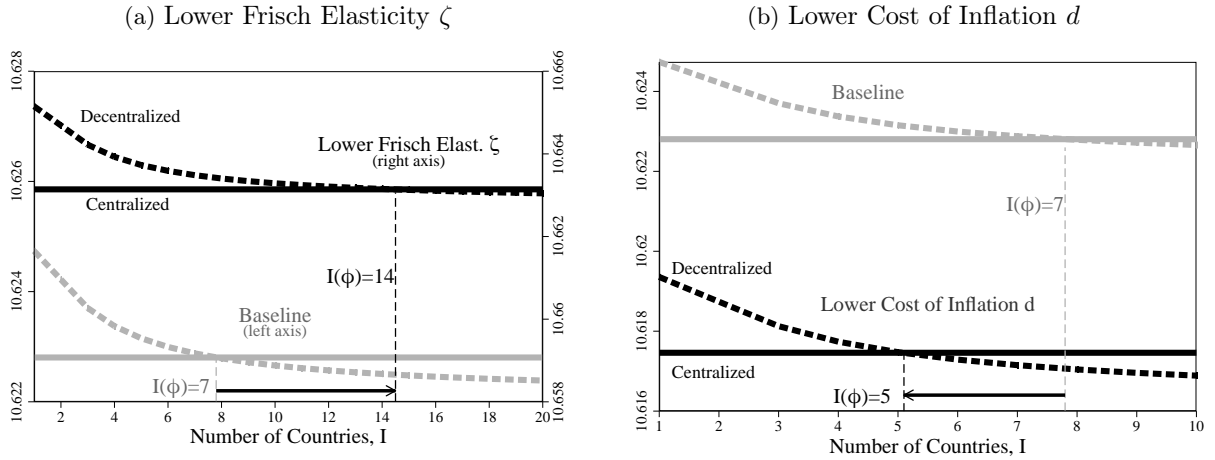 (a) Lower Frisch Elasticity ζ
10.628
10.626
10.624
10.622
10.666
10.664
10.662
10.66
10.658
Decentralized
Lower Frisch Elast. ζ
(right axis)
Centralized
I(ϕ)=14
Baseline
(left axis)
I(ϕ)=7
2 4 6 8 10 12 14 16 18 20
Number of Countries, I
(b) Lower Cost of Inflation d
10.624
10.622
10.62
10.618
10.616
Baseline
I(ϕ)=7
Decentralized
Lower Cost of Inflation d
Centralized
I(ϕ)=5
1 2 3 4 5 6 7 8 9 10
Number of Countries, I